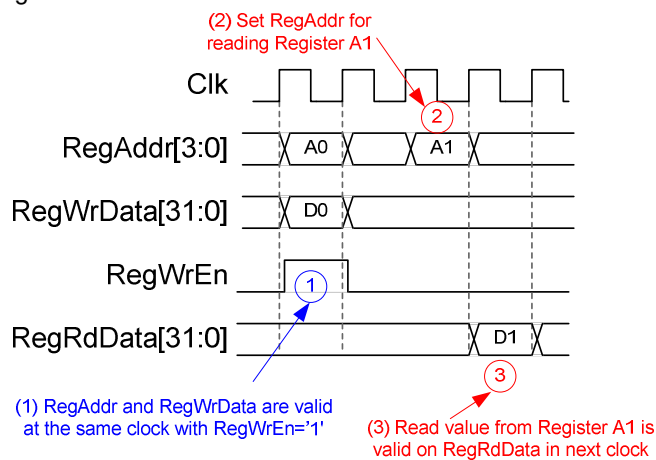 (2) Set RegAddr for
reading Register A1
Clk
2
RegAddr[3:0]
A0
A1
RegWrData[31:0]
D0
RegWrEn
1
RegRdData[31:0]
D1
3
(1) RegAddr and RegWrData are valid
at the same clock with RegWrEn='1'
(3) Read value from Register A1 is
valid on RegRdData in next clock